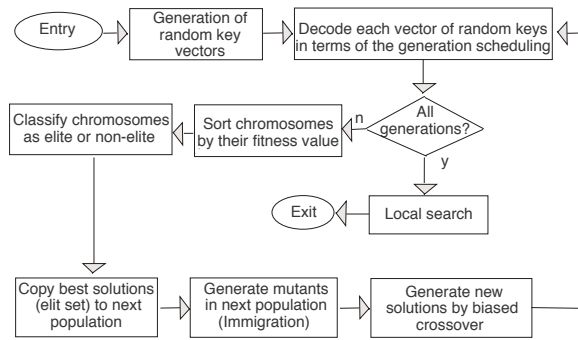 Entry
Generation of
random key
vectors
Decode each vector of random keys
in terms of the generation scheduling
All
generations?
n
y
Sort chromosomes
by their fitness value
Classify chromosomes
as elite or non-elite
Local search
Exit
Copy best solutions
(elit set) to next
population
Generate mutants
in next population
(Immigration)
Generate new
solutions by biased
crossover